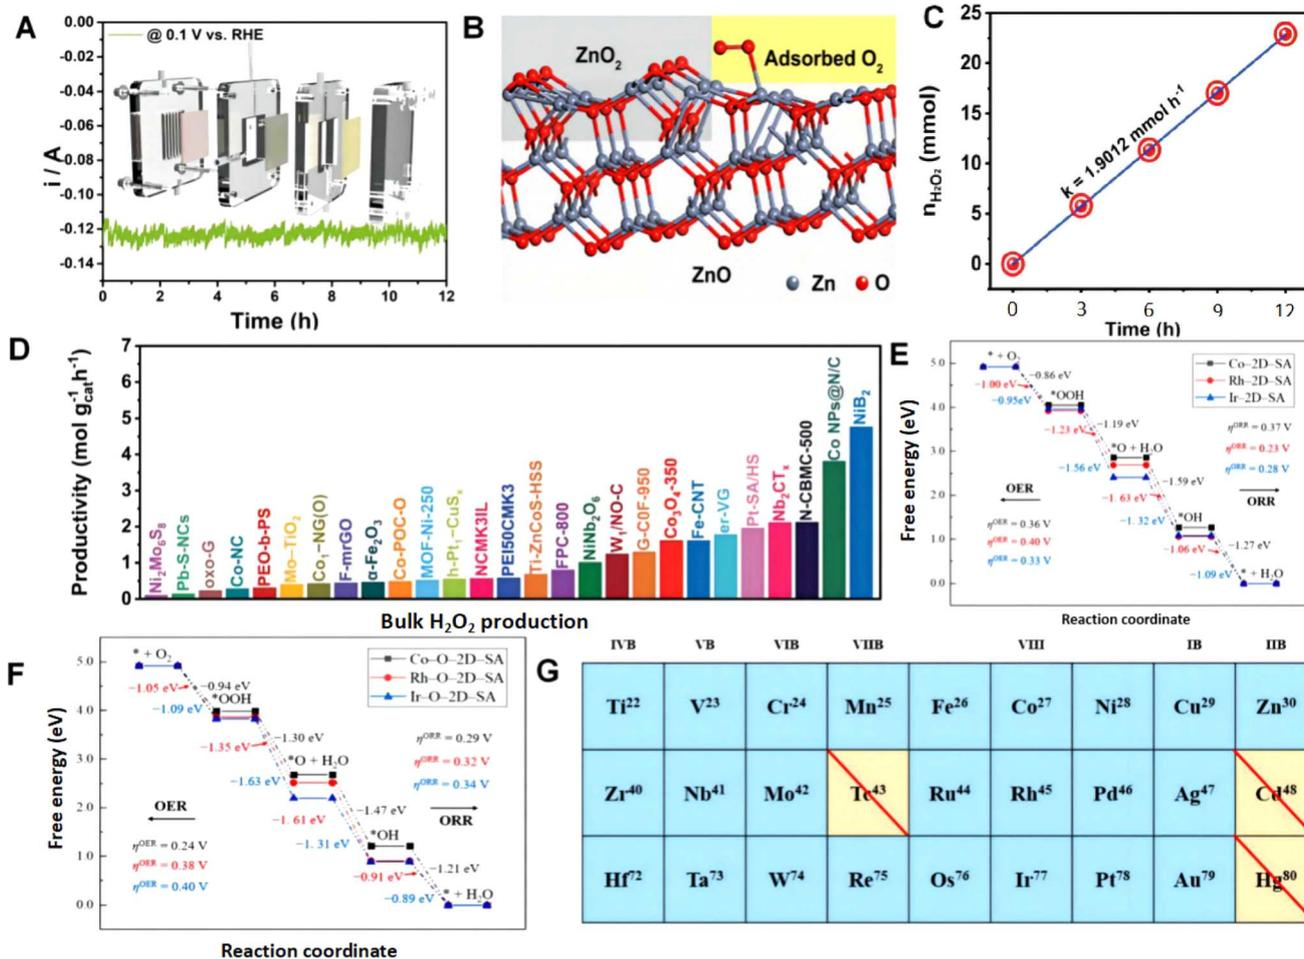 A
@ 0.1 V vs. RHE
0.00
-0.02
-0.04
-0.06
-0.08
-0.10
-0.12
-0.14
i / A
0
2
4
6
8
10
12
Time (h)
B
ZnO₂
Adsorbed O₂
ZnO
Zn
O
C
25
20
15
10
5
0
n_H₂O₂ (mmol)
k = 1.9012 mmol h⁻¹
0
3
6
9
12
Time (h)
D
7
6
5
4
3
2
1
0
Productivity (mol g⁻¹cat h⁻¹)
Ni₂Mo₆S₈
Pb-S-NCs
oxo-G
Co-NC
PEO-b-PS
Mo–TiO₂
Co₁–NG(O)
F-mrGO
α-Fe₂O₃
Co-POC-O
MOF-Ni-250
h-Pt₁-CuSₓ
NCMK3IL
PEI50CMK3
Ti-ZnCoS-HSS
FPC-800
NiNb₂O₆
W₁/NO-C
G-C0F-950
Co₃O₄-350
Fe-CNT
er-VG
Pt-SA/HS
Nb₂CTₓ
N-CBMC-500
Co NPs@N/C
NiB₂
Bulk H₂O₂ production
E
Co–2D–SA
Rh–2D–SA
Ir–2D–SA
5.0
4.0
3.0
2.0
1.0
0.0
Free energy (eV)
* + O₂
−0.86 eV
−1.00 eV
−0.95eV
*OOH
−1.19 eV
−1.23 eV
−1.56 eV
*O + H₂O
−1.59 eV
−1.63 eV
−1.32 eV
*OH
−1.27 eV
−1.06 eV
−1.09 eV
* + H₂O
ηᴼᴿᴿ = 0.37 V
ηᴼᴿᴿ = 0.23 V
ηᴼᴿᴿ = 0.28 V
OER
ORR
ηᴼᴱᴿ = 0.36 V
ηᴼᴱᴿ = 0.40 V
ηᴼᴱᴿ = 0.33 V
Reaction coordinate
F
Co–O–2D–SA
Rh–O–2D–SA
Ir–O–2D–SA
5.0
4.0
3.0
2.0
1.0
0.0
Free energy (eV)
* + O₂
−0.94 eV
−1.05 eV
−1.09 eV
*OOH
−1.30 eV
−1.35 eV
−1.63 eV
*O + H₂O
−1.47 eV
−1.61 eV
−1.31 eV
*OH
−1.21 eV
−0.91 eV
−0.89 eV
* + H₂O
ηᴼᴿᴿ = 0.29 V
ηᴼᴿᴿ = 0.32 V
ηᴼᴿᴿ = 0.34 V
OER
ORR
ηᴼᴱᴿ = 0.24 V
ηᴼᴱᴿ = 0.38 V
ηᴼᴱᴿ = 0.40 V
Reaction coordinate
G
IVB VB VIB VIIB VIII IB IIB
Ti²² V²³ Cr²⁴ Mn²⁵ Fe²⁶ Co²⁷ Ni²⁸ Cu²⁹ Zn³⁰
Zr⁴⁰ Nb⁴¹ Mo⁴² Tc⁴³ Ru⁴⁴ Rh⁴⁵ Pd⁴⁶ Ag⁴⁷ Cd⁴⁸
Hf⁷² Ta⁷³ W⁷⁴ Re⁷⁵ Os⁷⁶ Ir⁷⁷ Pt⁷⁸ Au⁷⁹ Hg⁸⁰